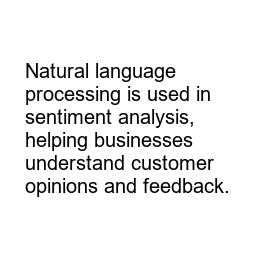 Natural language
processing is used in
sentiment analysis,
helping businesses
understand customer
opinions and feedback.